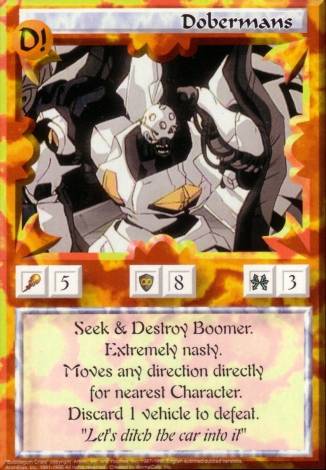 Dobermans
D!
5 8 3
Seek & Destroy Boomer.
Extremely nasty.
Moves any direction directly
for nearest Character.
Discard 1 vehicle to defeat.
"Let's ditch the car into it"